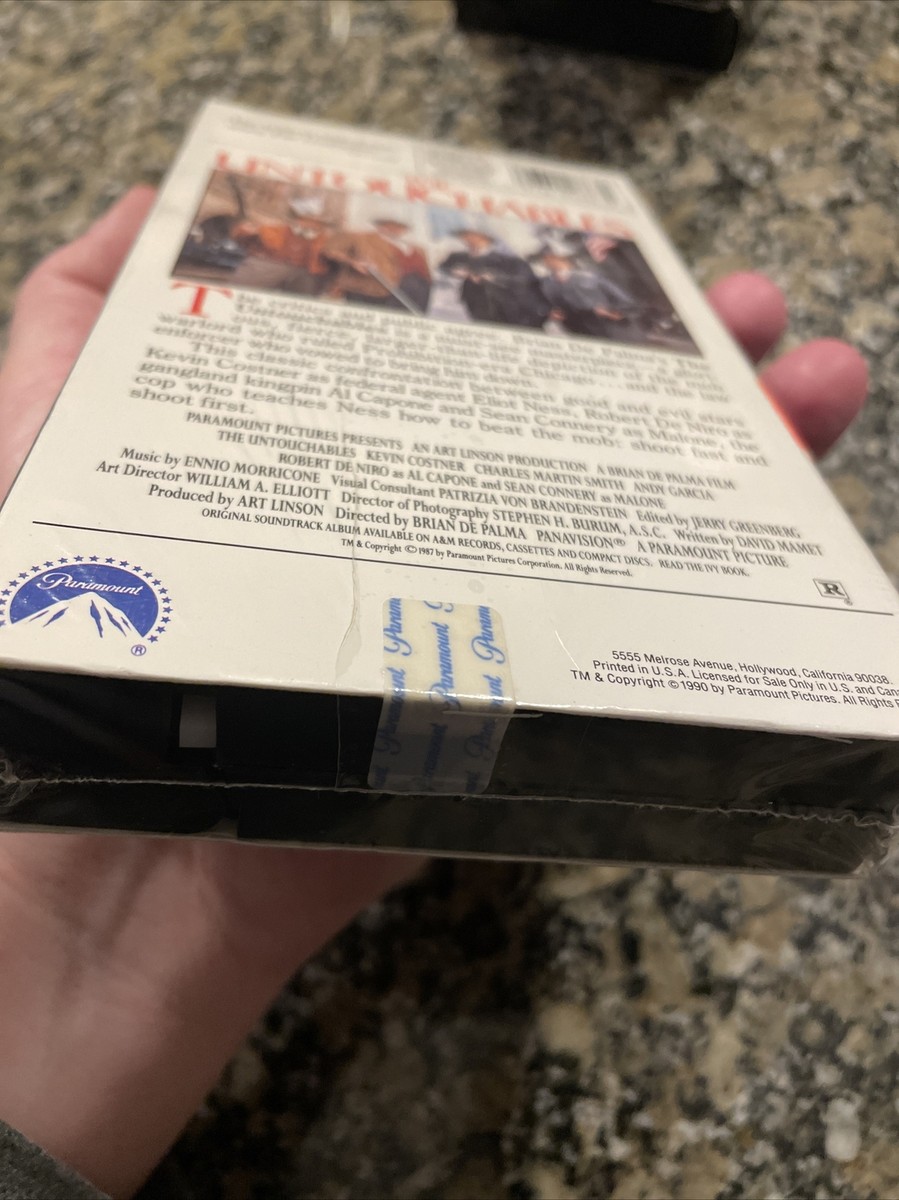 UNTOUCHABLES
The critics and public agree. Brian De Palma's The
Untouchables is a
warlord who ruled Prohibition-era Chicago... and the law
enforcer who vowed to bring him down.
This classic confrontation between good and evil stars
Kevin Costner as federal agent Eliot Ness, Robert De Niro as
gangland kingpin Al Capone and Sean Connery as Malone, the
cop who teaches Ness how to beat the mob: shoot fast and
shoot first.
PARAMOUNT PICTURES PRESENTS AN ART LINSON PRODUCTION A BRIAN DE PALMA FILM
THE UNTOUCHABLES KEVIN COSTNER CHARLES MARTIN SMITH ANDY GARCIA
ROBERT DE NIRO as AL CAPONE and SEAN CONNERY as MALONE
Music by ENNIO MORRICONE Visual Consultant PATRIZIA VON BRANDENSTEIN Edited by JERRY GREENBERG
Art Director WILLIAM A. ELLIOTT Director of Photography STEPHEN H. BURUM, A.S.C. Written by DAVID MAMET
Produced by ART LINSON Directed by BRIAN DE PALMA PANAVISION® A PARAMOUNT PICTURE
ORIGINAL SOUNDTRACK ALBUM AVAILABLE ON A&M RECORDS, CASSETTES AND COMPACT DISCS. READ THE IVY BOOK.
TM & Copyright © 1987 by Paramount Pictures Corporation. All Rights Reserved.
R
Paramount
®
Paramount
5555 Melrose Avenue, Hollywood, California 90038.
Printed in U.S.A. Licensed for Sale Only in U.S. and Can
TM & Copyright © 1990 by Paramount Pictures. All Rights R